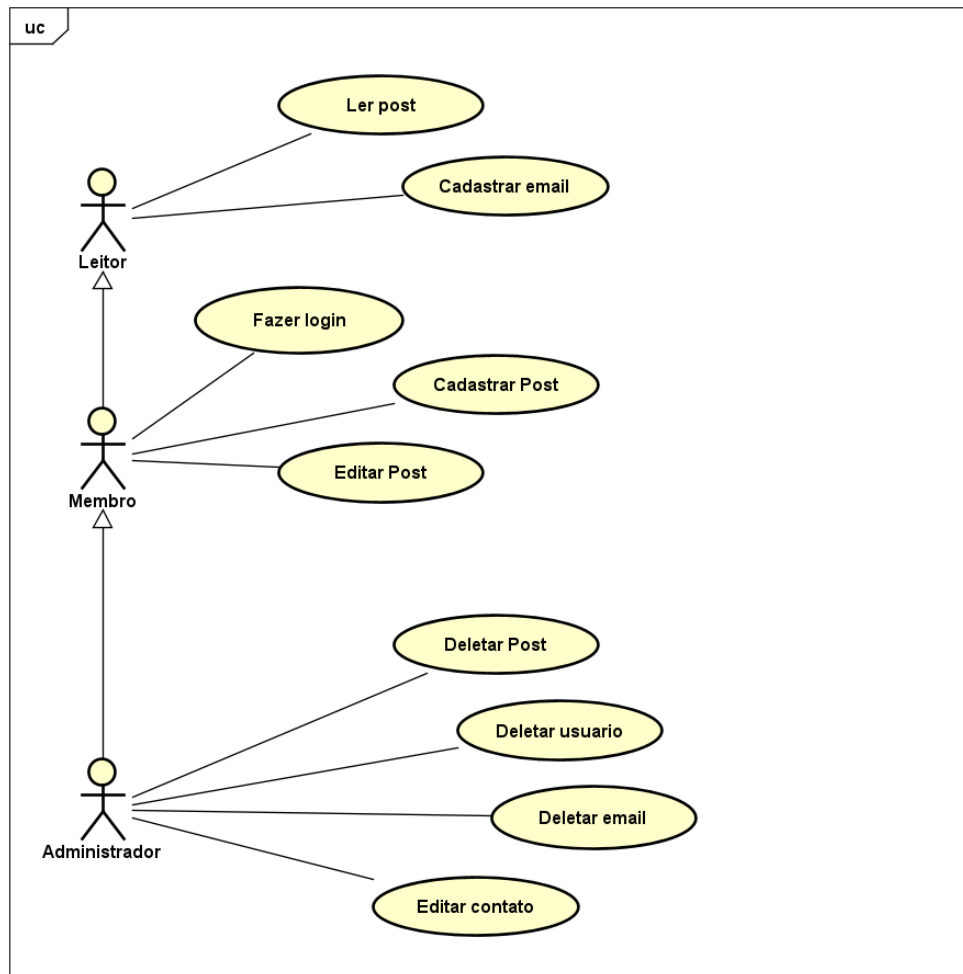 uc
Ler post
Cadastrar email
Leitor
Fazer login
Cadastrar Post
Editar Post
Membro
Deletar Post
Deletar usuario
Deletar email
Administrador
Editar contato